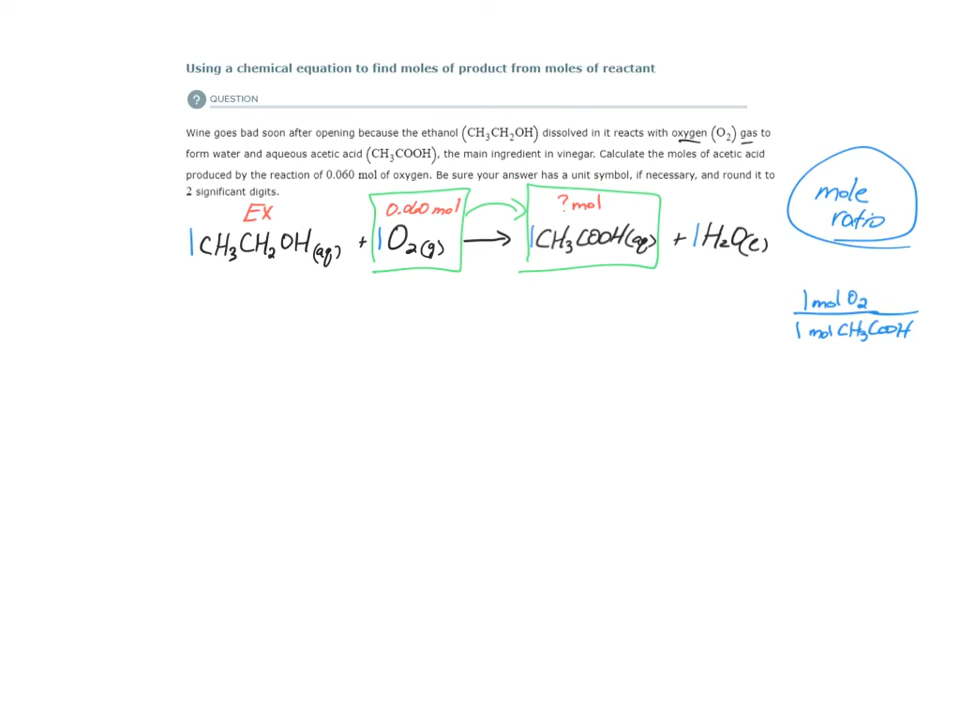 Using a chemical equation to find moles of product from moles of reactant
? QUESTION
Wine goes bad soon after opening because the ethanol (CH₃CH₂OH) dissolved in it reacts with oxygen (O₂) gas to
form water and aqueous acetic acid (CH₃COOH), the main ingredient in vinegar. Calculate the moles of acetic acid
produced by the reaction of 0.060 mol of oxygen. Be sure your answer has a unit symbol, if necessary, and round it to
2 significant digits.
EX 0.060 mol ? mol
1 CH₃CH₂OH(aq) + 1 O₂(g) → 1 CH₃COOH(aq) + 1 H₂O(l)
mole
ratio
1 mol O₂
1 mol CH₃COOH